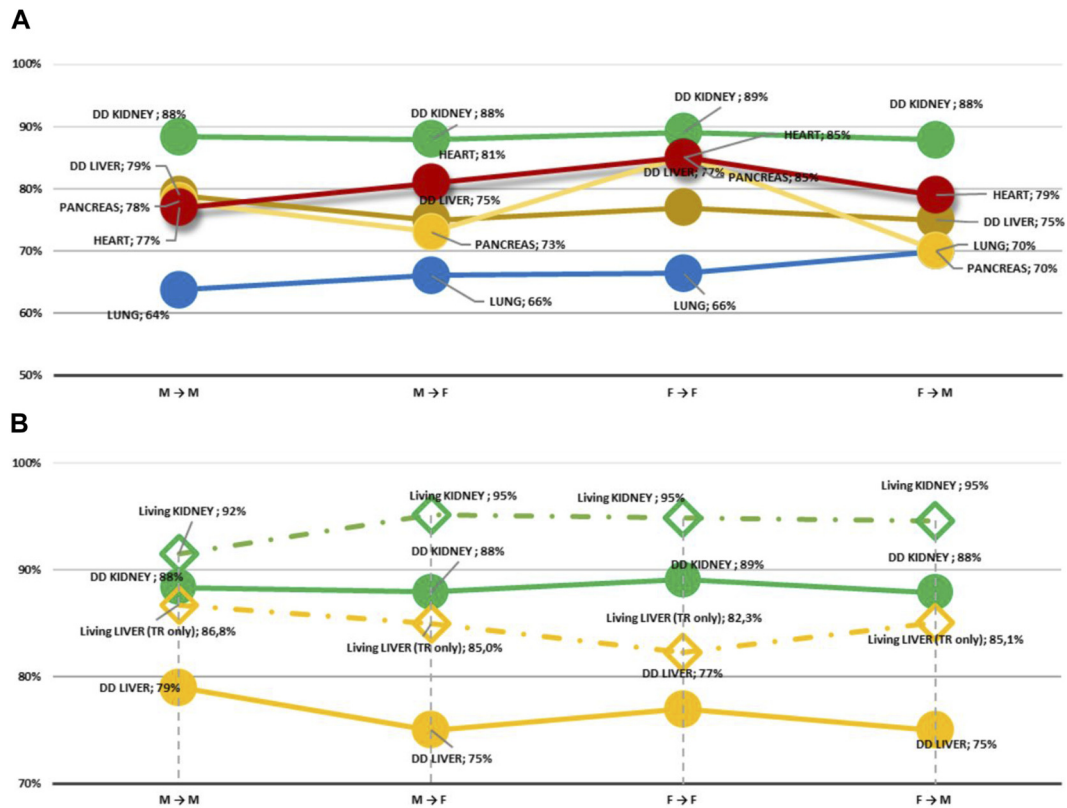 A
100%
DD KIDNEY ; 89%
DD KIDNEY ; 88%
DD KIDNEY ; 88%
DD KIDNEY ; 88%
90%
HEART; 85%
HEART; 81%
DD LIVER; 79%
DD LIVER; 77%
PANCREAS; 85%
80%
HEART; 79%
DD LIVER; 75%
PANCREAS; 78%
DD LIVER; 75%
HEART; 77%
PANCREAS; 73%
LUNG; 70%
70%
PANCREAS; 70%
LUNG; 66%
LUNG; 66%
LUNG; 64%
60%
50%
M → M
M → F
F → F
F → M
B
100%
Living KIDNEY ; 95%
Living KIDNEY ; 95%
Living KIDNEY ; 95%
Living KIDNEY ; 92%
DD KIDNEY ; 88%
DD KIDNEY ; 88%
90%
DD KIDNEY ; 89%
DD KIDNEY ; 88%
Living LIVER (TR only); 82,3%
Living LIVER (TR only); 86,8%
Living LIVER (TR only); 85,1%
Living LIVER (TR only); 85,0%
80%
DD LIVER; 77%
DD LIVER; 79%
DD LIVER; 75%
DD LIVER; 75%
70%
M → M
M → F
F → F
F → M